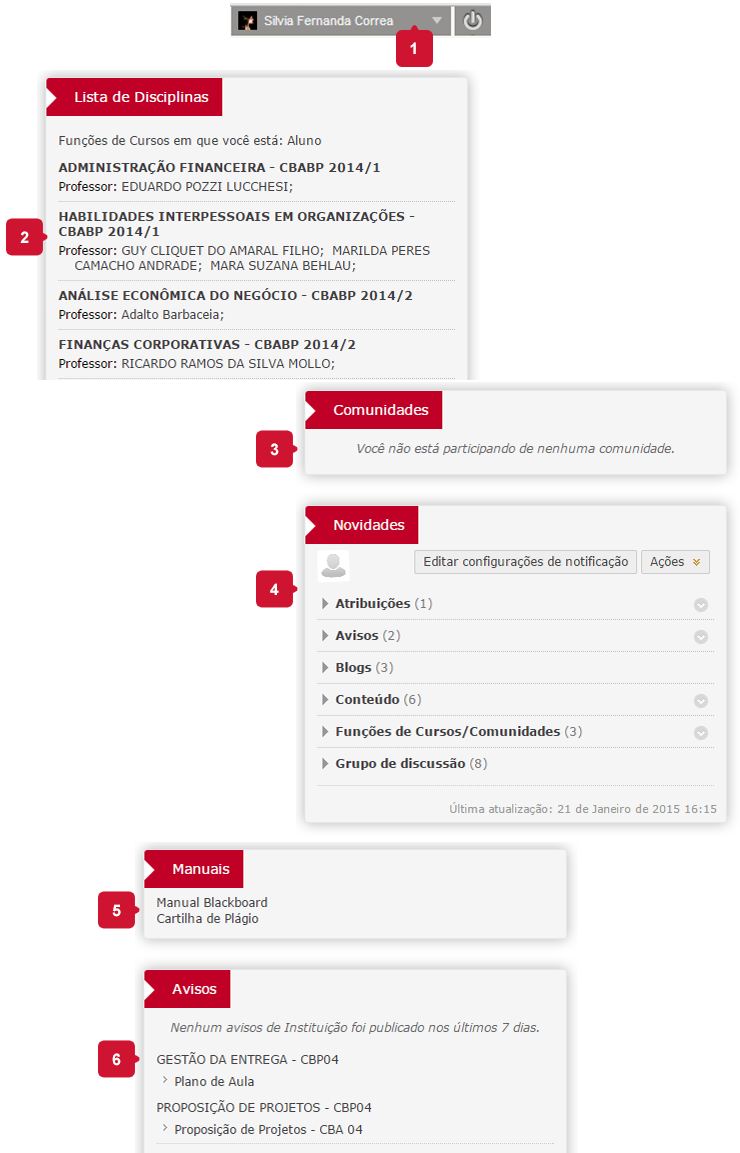 Silvia Fernanda Correa
1
Lista de Disciplinas
Funções de Cursos em que você está: Aluno
ADMINISTRAÇÃO FINANCEIRA - CBABP 2014/1
Professor: EDUARDO POZZI LUCCHESI;
2
HABILIDADES INTERPESSOAIS EM ORGANIZAÇÕES -
CBABP 2014/1
Professor: GUY CLIQUET DO AMARAL FILHO; MARILDA PERES
CAMACHO ANDRADE; MARA SUZANA BEHLAU;
ANÁLISE ECONÔMICA DO NEGÓCIO - CBABP 2014/2
Professor: Adalto Barbaceia;
FINANÇAS CORPORATIVAS - CBABP 2014/2
Professor: RICARDO RAMOS DA SILVA MOLLO;
Comunidades
3
Você não está participando de nenhuma comunidade.
Novidades
4
Editar configurações de notificação Ações
Atribuições (1)
Avisos (2)
Blogs (3)
Conteúdo (6)
Funções de Cursos/Comunidades (3)
Grupo de discussão (8)
Última atualização: 21 de Janeiro de 2015 16:15
Manuais
5
Manual Blackboard
Cartilha de Plágio
Avisos
Nenhum avisos de Instituição foi publicado nos últimos 7 dias.
6
GESTÃO DA ENTREGA - CBP04
Plano de Aula
PROPOSIÇÃO DE PROJETOS - CBP04
Proposição de Projetos - CBA 04